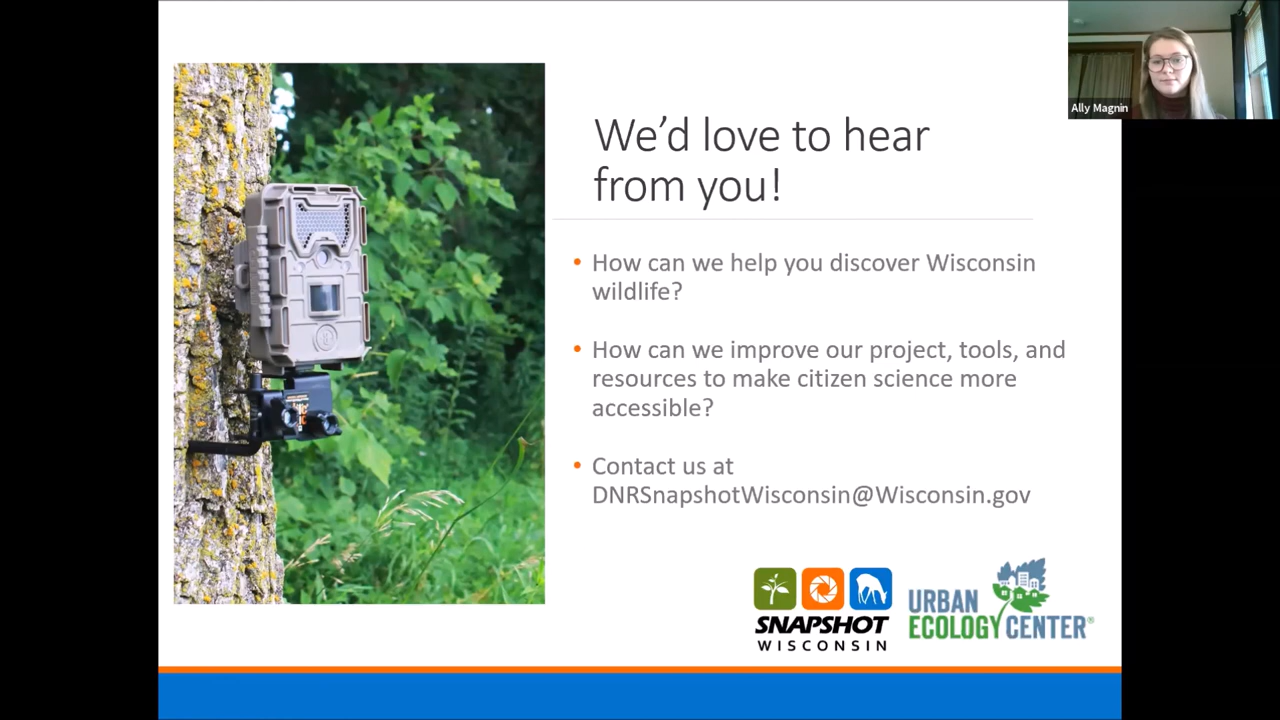 Ally Magnin
We'd love to hear
from you!
• How can we help you discover Wisconsin
wildlife?
• How can we improve our project, tools, and
resources to make citizen science more
accessible?
• Contact us at
DNRSnapshotWisconsin@Wisconsin.gov
SNAPSHOT
WISCONSIN
URBAN
ECOLOGY CENTER®